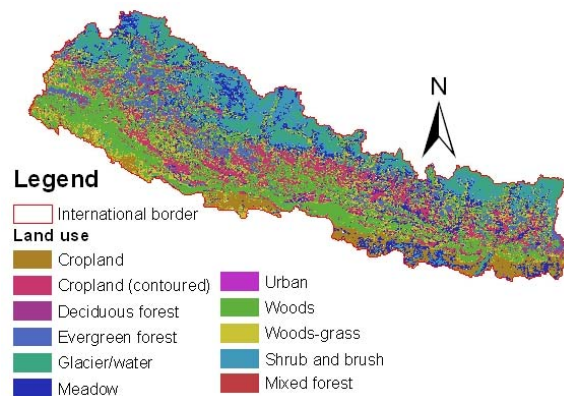 N
Legend
International border
Land use
Cropland
Cropland (contoured)
Deciduous forest
Evergreen forest
Glacier/water
Meadow
Urban
Woods
Woods-grass
Shrub and brush
Mixed forest